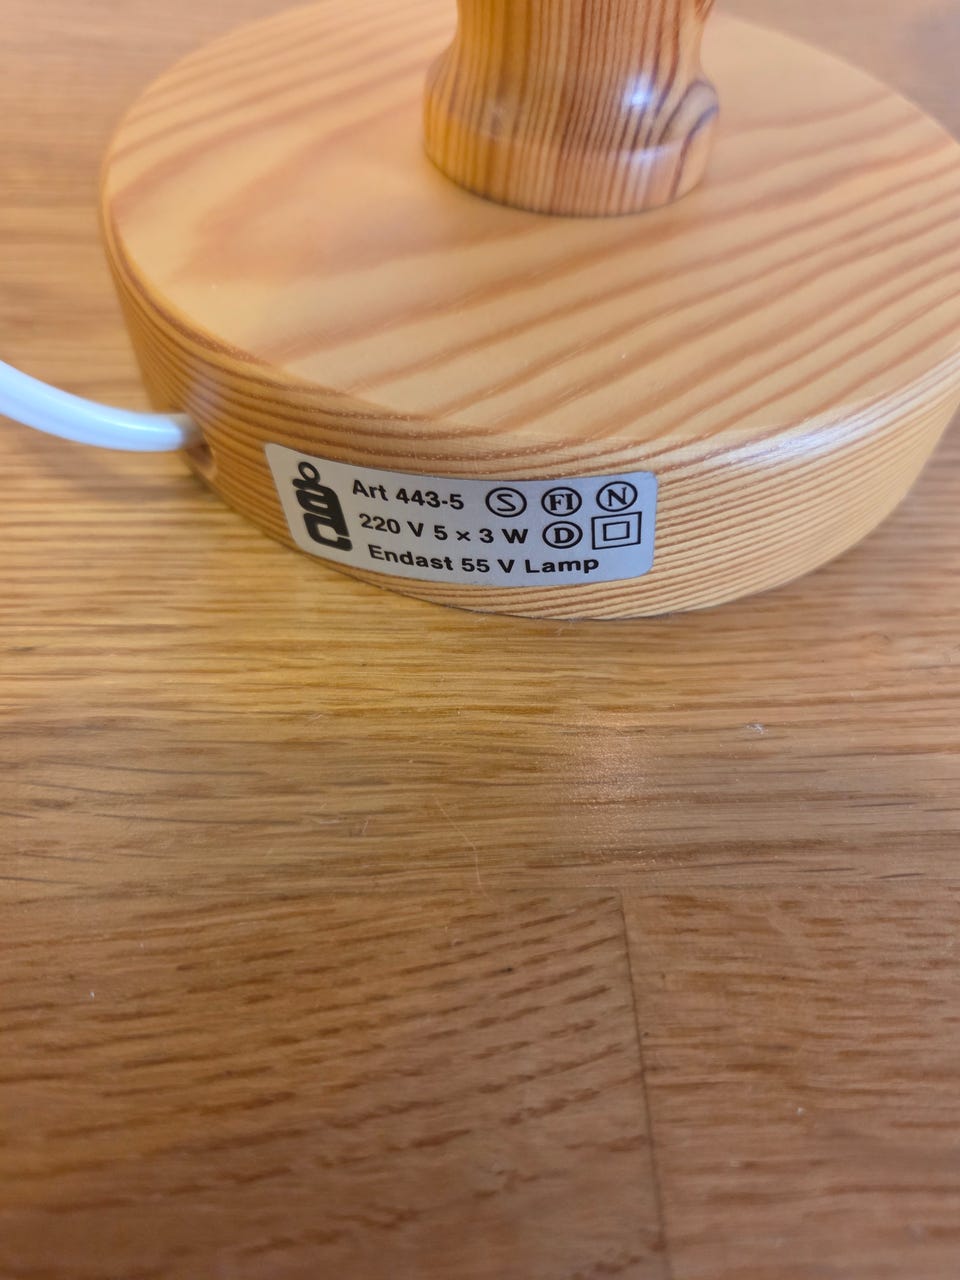 Art 443-5 S FI N
220 V 5 × 3 W D
Endast 55 V Lamp